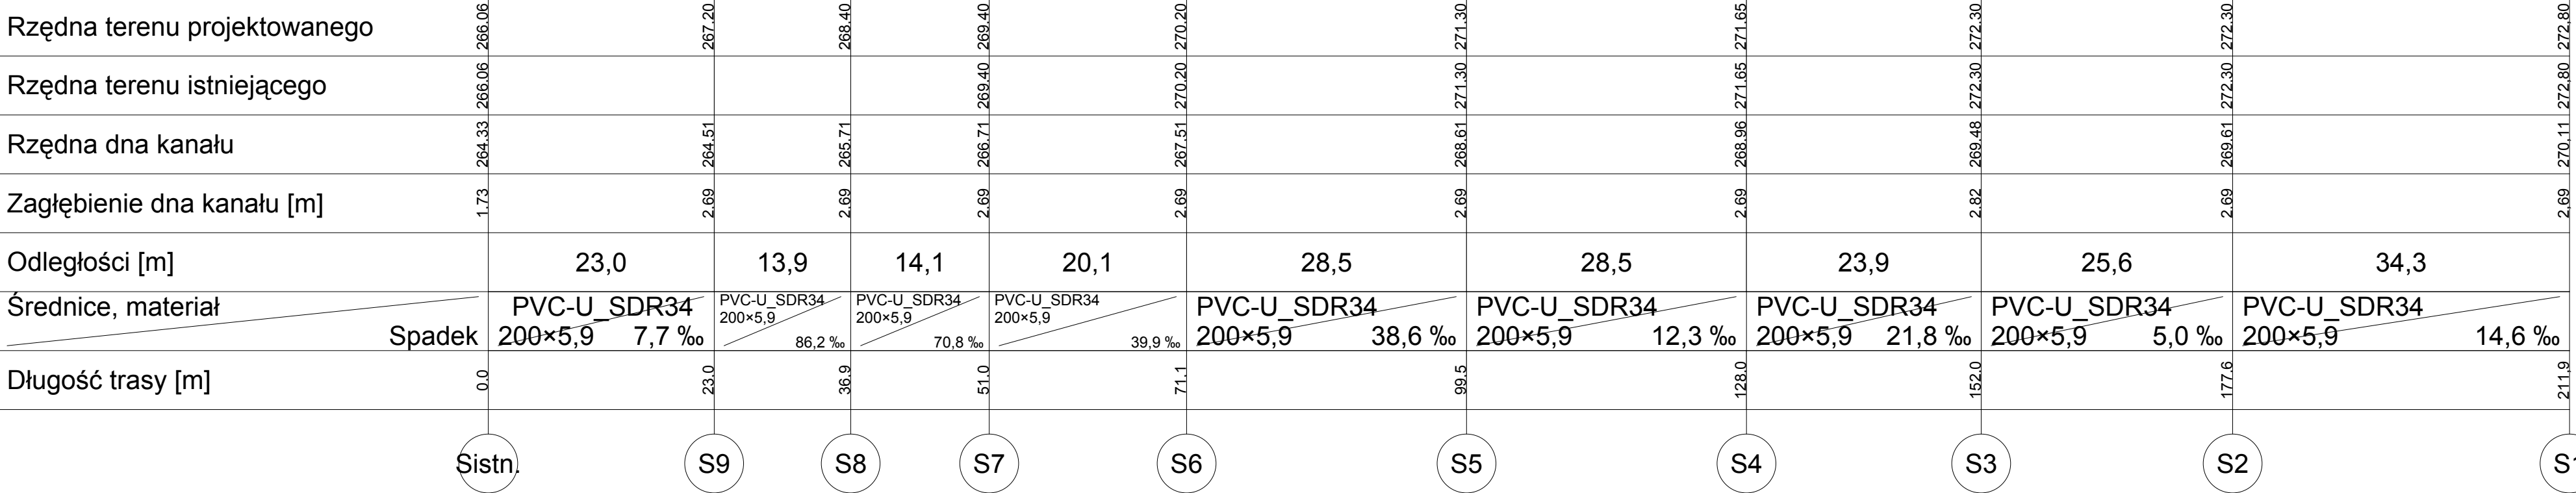 Rzędna terenu projektowanego 266.06 267.20 268.40 269.40 270.20 271.30 271.65 272.30 272.30 272.80
Rzędna terenu istniejącego 266.06 269.40 270.20 271.30 271.65 272.30 272.30 272.80
Rzędna dna kanału 264.33 264.51 265.71 266.71 267.51 268.61 268.96 269.48 269.61 270.11
Zagłębienie dna kanału [m] 1.73 2.69 2.69 2.69 2.69 2.69 2.69 2.82 2.69 2.69
Odległości [m] 23,0 13,9 14,1 20,1 28,5 28,5 23,9 25,6 34,3
Średnice, materiał PVC-U_SDR34 PVC-U_SDR34 PVC-U_SDR34 PVC-U_SDR34 PVC-U_SDR34 PVC-U_SDR34 PVC-U_SDR34 PVC-U_SDR34 PVC-U_SDR34
Spadek 200×5,9 7,7 ‰ 200×5,9 86,2 ‰ 200×5,9 70,8 ‰ 200×5,9 39,9 ‰ 200×5,9 38,6 ‰ 200×5,9 12,3 ‰ 200×5,9 21,8 ‰ 200×5,9 5,0 ‰ 200×5,9 14,6 ‰
Długość trasy [m] 0.0 23.0 36.9 51.0 71.1 99.5 128.0 152.0 177.6 211.9
Sistn. S9 S8 S7 S6 S5 S4 S3 S2